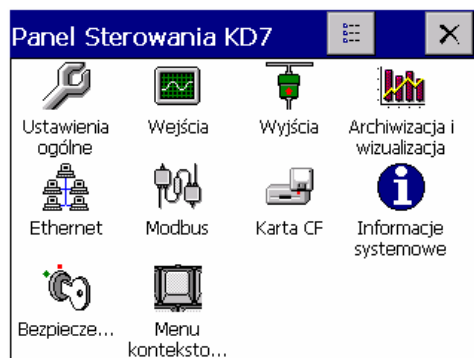 Panel Sterowania KD7
Ustawienia
ogólne
Wejścia
Wyjścia
Archiwizacja i
wizualizacja
Ethernet
Modbus
Karta CF
Informacje
systemowe
Bezpiecze...
Menu
konteksto...